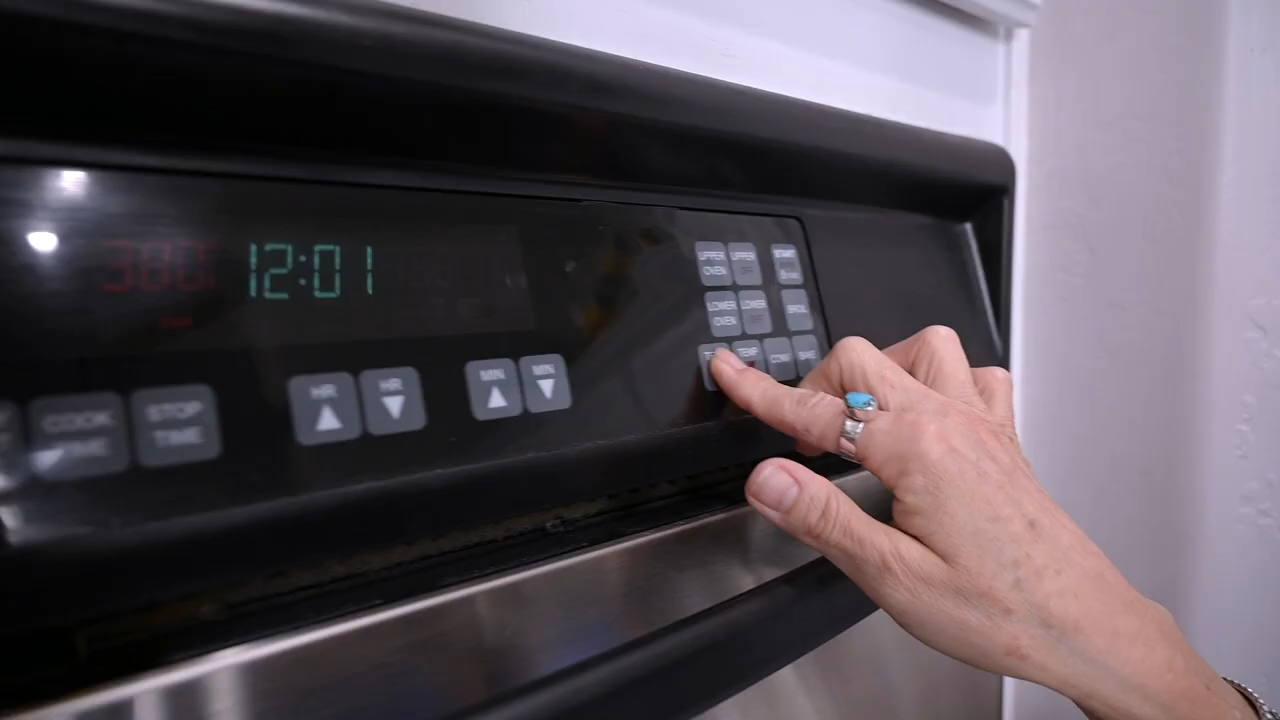 380 12:01
UPPER OVEN
UPPER OFF
START
LOWER OVEN
LOWER OFF
BROIL
TEMP
CONV
BAKE
COOK TIME
STOP TIME
HR
HR
MIN
MIN